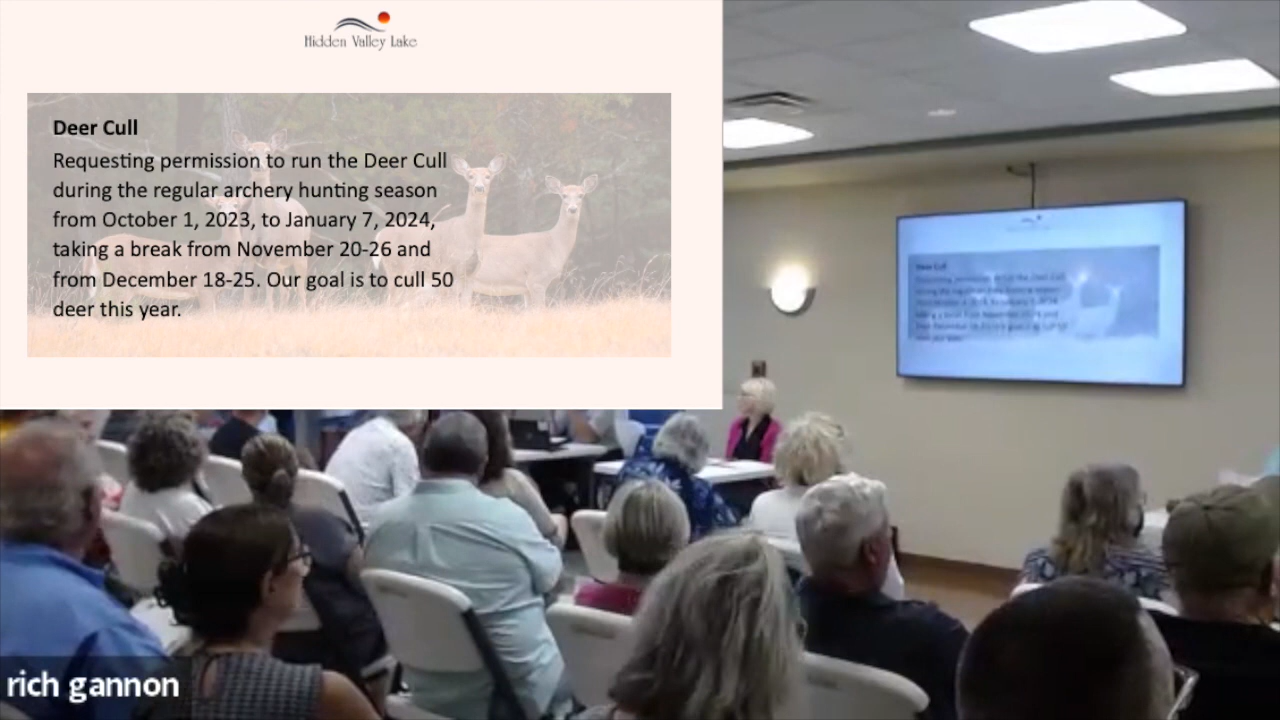 Hidden Valley Lake
Deer Cull
Requesting permission to run the Deer Cull
during the regular archery hunting season
from October 1, 2023, to January 7, 2024,
taking a break from November 20-26 and
from December 18-25. Our goal is to cull 50
deer this year.
rich gannon